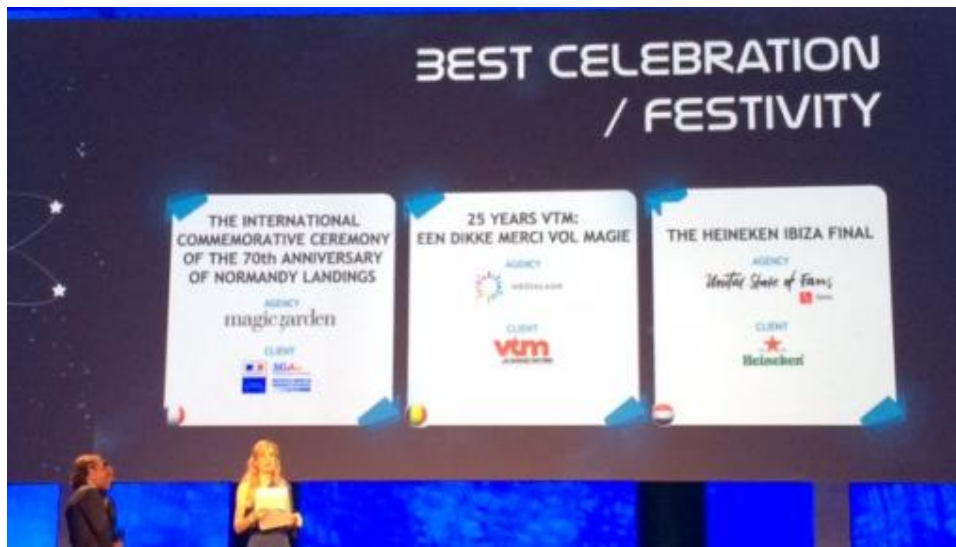 BEST CELEBRATION
/ FESTIVITY
THE INTERNATIONAL
COMMEMORATIVE CEREMONY
OF THE 70th ANNIVERSARY
OF NORMANDY LANDINGS
AGENCY
magicgarden
CLIENT
25 YEARS VTM:
EEN DIKKE MERCI VOL MAGIE
AGENCY
MEDIALAAN
CLIENT
vtm
THE HEINEKEN IBIZA FINAL
AGENCY
United State of Fans
CLIENT
Heineken